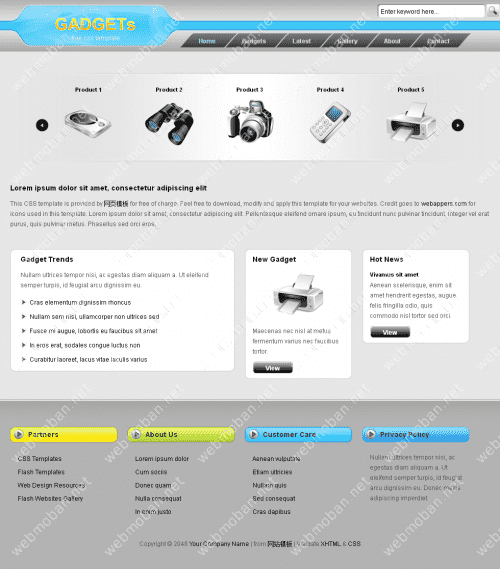 GADGETs
free css template
Enter keyword here..
Home Gadgets Latest Gallery About Contact
Product 1 Product 2 Product 3 Product 4 Product 5
Lorem ipsum dolor sit amet, consectetur adipiscing elit
This CSS template is provided by 网页模板 for free of charge. Feel free to download, modify and apply this template for your websites. Credit goes to webappers.com for
icons used in this template. Lorem ipsum dolor sit amet, consectetur adipiscing elit. Pellentesque eleifend ornare ipsum, eu tincidunt nunc pulvinar tincidunt. Integer vel erat
purus, quis pulvinar metus. Phasellus sed orci eros.
Gadget Trends
Nullam ultrices tempor nisi, ac egestas diam aliquam a. Ut eleifend
semper turpis, id feugiat arcu dignissim eu.
Cras elementum dignissim rhoncus
Nullam sem nisl, ullamcorper non ultrices sed
Fusce mi augue, lobortis eu faucibus sit amet
In eros erat, sodales congue luctus non
Curabitur laoreet, lacus vitae iaculis varius
New Gadget
Maecenas nec nisl at metus
fermentum varius nec faucibus
tortor.
View
Hot News
Vivamus sit amet
Aenean scelerisque, enim sit
amet hendrerit egestas, augue
felis fringilla odio, quis
commodo nisl tortor sed orci.
View
Partners
CSS Templates
Flash Templates
Web Design Resources
Flash Websites Gallery
About Us
Lorem ipsum dolor
Cum sociis
Donec quam
Nulla consequat
In enim justo
Customer Care
Aenean vulputate
Etiam ultricies
Nullam quis
Sed consequat
Cras dapibus
Privacy Policy
Nullam ultrices tempor nisi, ac
egestas diam aliquam a. Ut
eleifend semper turpis, id feugiat
arcu dignissim eu. Donec mattis
adipiscing imperdiet.
Copyright © 2048 Your Company Name | from 网站模板 | Validate XHTML & CSS
webmoban.net